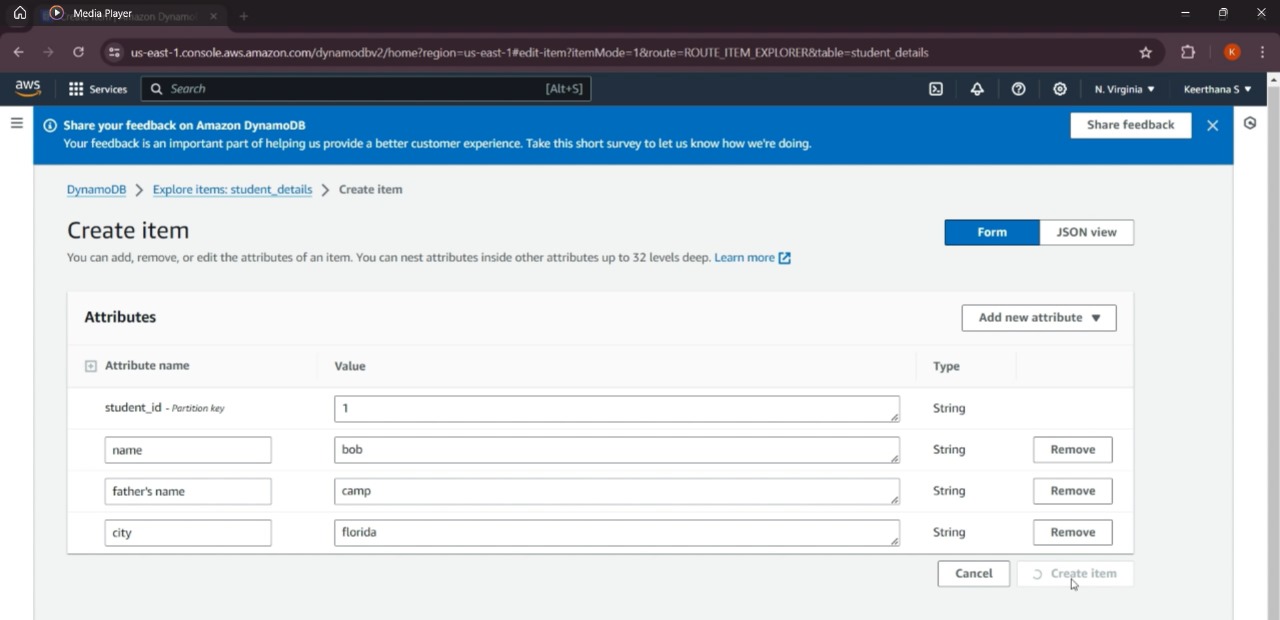 Media Player
us-east-1.console.aws.amazon.com/dynamodbv2/home?region=us-east-1#edit-item?itemMode=1&route=ROUTE_ITEM_EXPLORER&table=student_details
K
aws Services Search [Alt+S] N. Virginia ▼ Keerthana S ▼
Share your feedback on Amazon DynamoDB
Your feedback is an important part of helping us provide a better customer experience. Take this short survey to let us know how we're doing.
Share feedback
DynamoDB > Explore items: student_details > Create item
Create item
Form JSON view
You can add, remove, or edit the attributes of an item. You can nest attributes inside other attributes up to 32 levels deep. Learn more
Attributes
Add new attribute ▼
Attribute name Value Type
student_id - Partition key 1 String
name bob String Remove
father's name camp String Remove
city florida String Remove
Cancel Create item